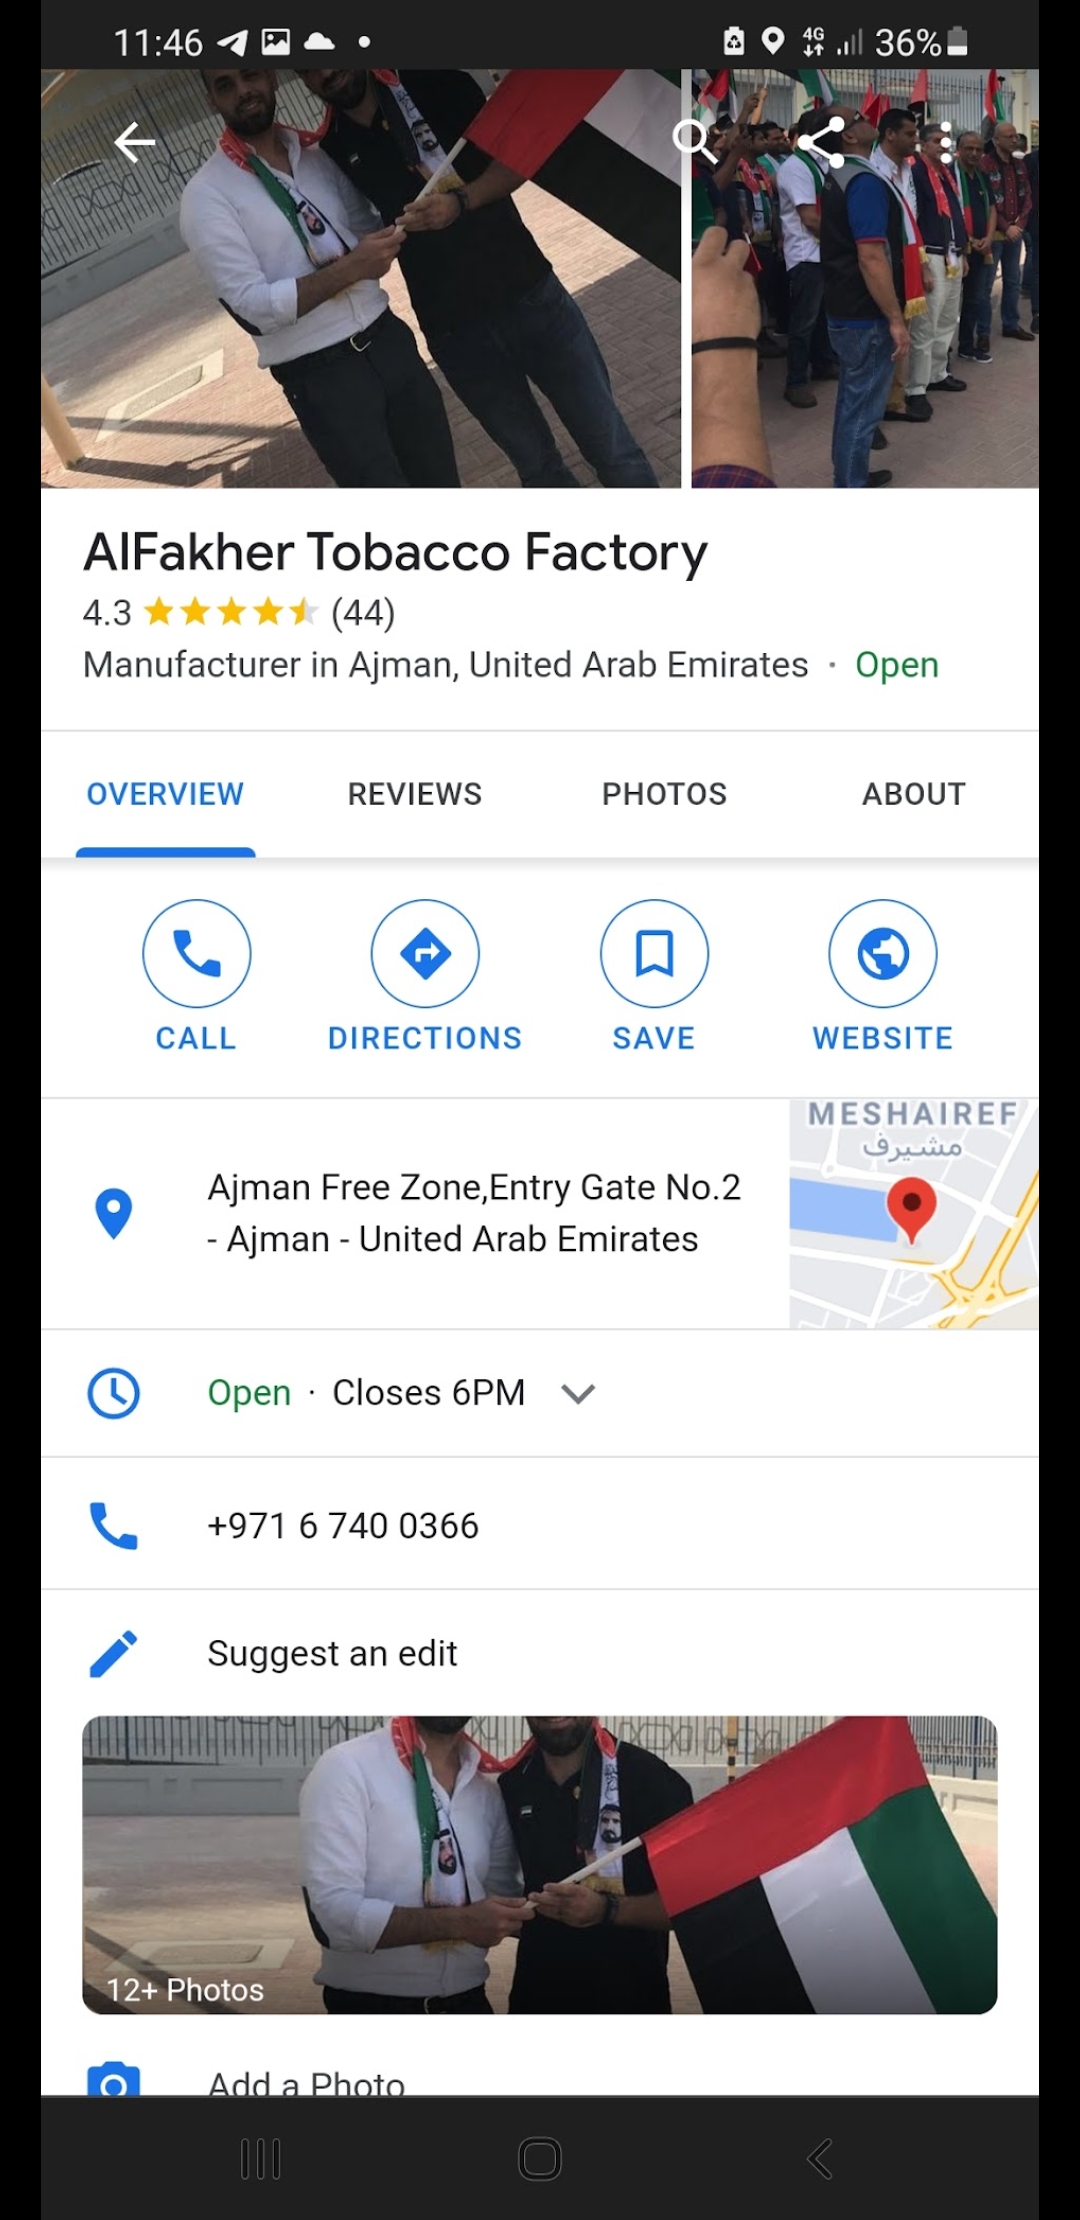 11:46
4G
36%
AlFakher Tobacco Factory
4.3 (44)
Manufacturer in Ajman, United Arab Emirates · Open
OVERVIEW REVIEWS PHOTOS ABOUT
CALL DIRECTIONS SAVE WEBSITE
MESHAIREF
مشيرف
Ajman Free Zone,Entry Gate No.2
- Ajman - United Arab Emirates
Open · Closes 6PM
+971 6 740 0366
Suggest an edit
12+ Photos
Add a Photo